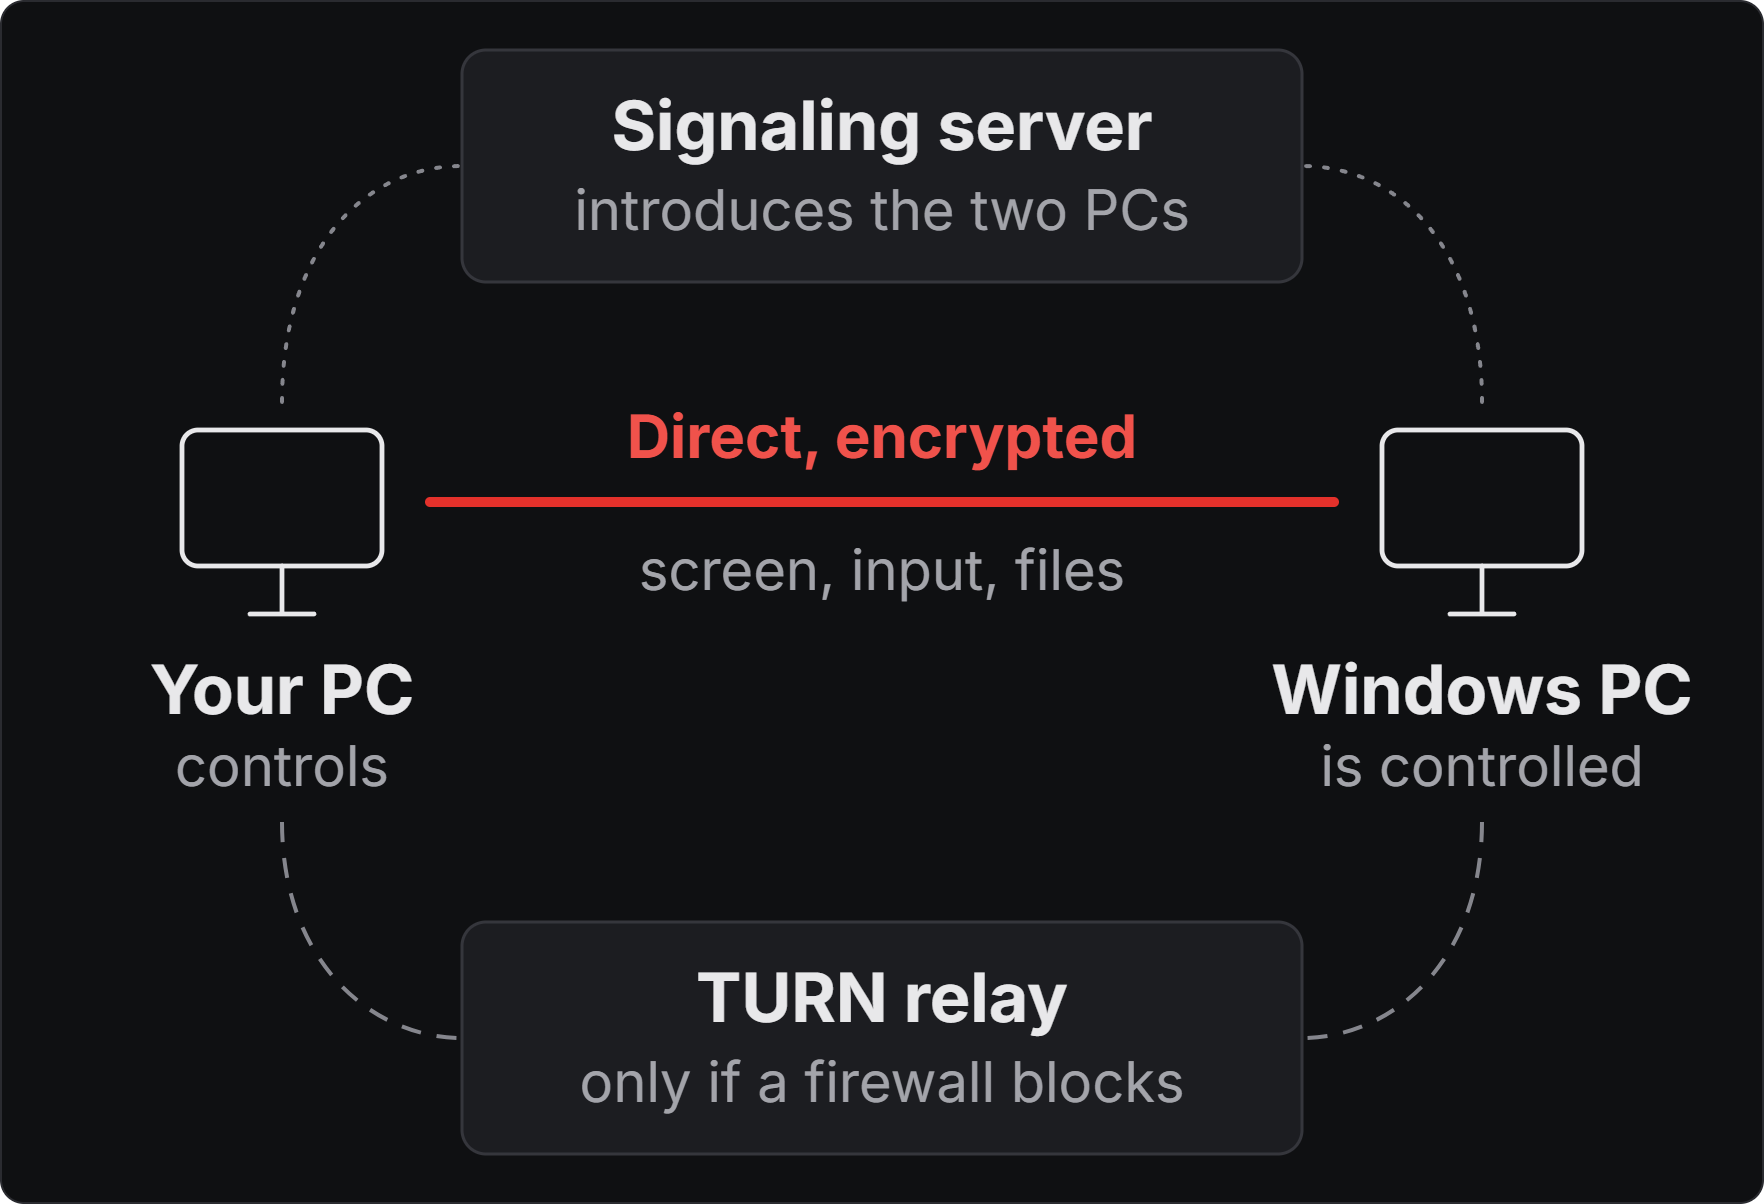 Signaling server
introduces the two PCs
Direct, encrypted
screen, input, files
Your PC
controls
Windows PC
is controlled
TURN relay
only if a firewall blocks